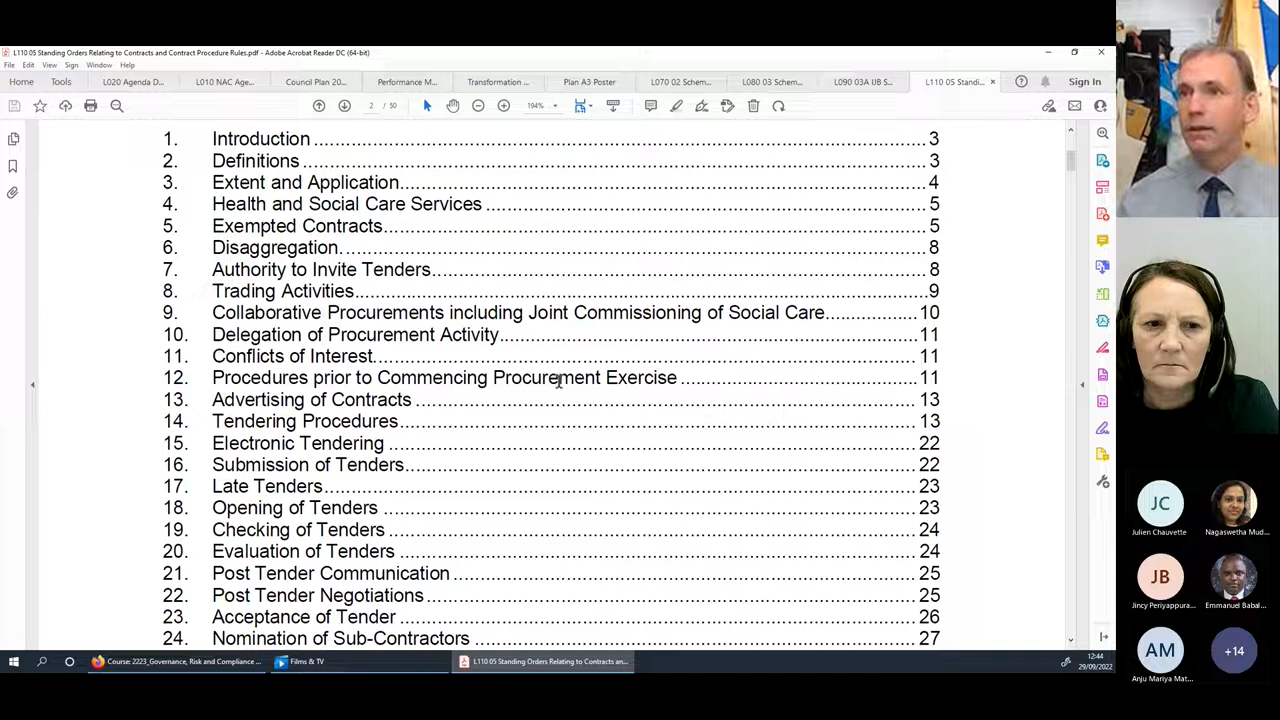 L110 05 Standing Orders Relating to Contracts and Contract Procedure Rules.pdf - Adobe Acrobat Reader DC (64-bit)
File Edit View Sign Window Help
Home Tools L020 Agenda D... L010 NAC Age... Council Plan 20... Performance M... Transformation ... Plan A3 Poster L070 02 Schem... L080 03 Schem... L090 03A IJB S... L110 05 Standi... × Sign In
2 / 50 194%
1. Introduction 3
2. Definitions 3
3. Extent and Application 4
4. Health and Social Care Services 5
5. Exempted Contracts 5
6. Disaggregation 8
7. Authority to Invite Tenders 8
8. Trading Activities 9
9. Collaborative Procurements including Joint Commissioning of Social Care 10
10. Delegation of Procurement Activity 11
11. Conflicts of Interest 11
12. Procedures prior to Commencing Procurement Exercise 11
13. Advertising of Contracts 13
14. Tendering Procedures 13
15. Electronic Tendering 22
16. Submission of Tenders 22
17. Late Tenders 23
18. Opening of Tenders 23
19. Checking of Tenders 24
20. Evaluation of Tenders 24
21. Post Tender Communication 25
22. Post Tender Negotiations 25
23. Acceptance of Tender 26
24. Nomination of Sub-Contractors 27
JC
Julien Chauvette Nagaswetha Mud...
JB
Jincy Periyappura... Emmanuel Babal...
AM +14
Anju Mariya Mat...
Course: 2223_Governance, Risk and Compliance ... Films & TV L110 05 Standing Orders Relating to Contracts an... 12:44
29/09/2022